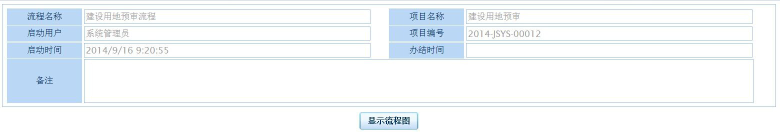 流程名称 建设用地预审流程 项目名称 建设用地预审
启动用户 系统管理员 项目编号 2014-JSYS-00012
启动时间 2014/9/16 9:20:55 办结时间
备注
显示流程图